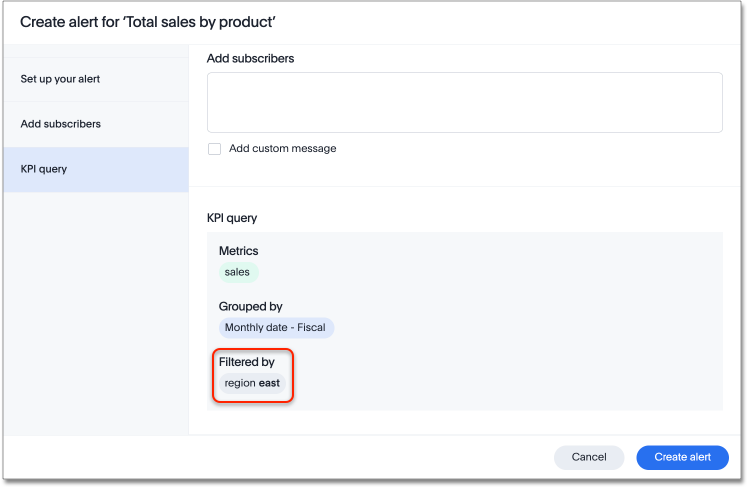 Create alert for 'Total sales by product'
Set up your alert
Add subscribers
KPI query
Add subscribers
Add custom message
KPI query
Metrics
sales
Grouped by
Monthly date - Fiscal
Filtered by
region east
Cancel
Create alert